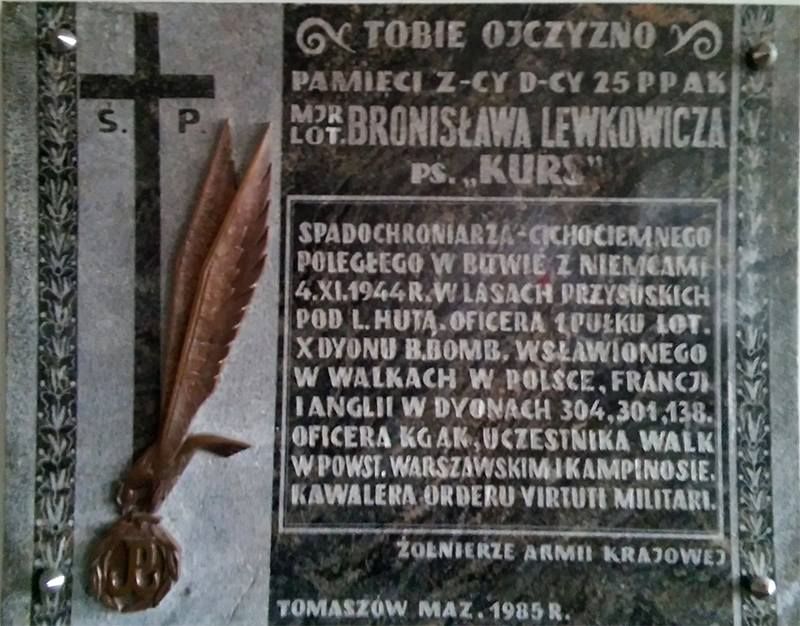 Ś. P.
TOBIE OJCZYZNO
PAMIĘCI Z-CY D-CY 25 PPAK
MJR LOT. BRONISŁAWA LEWKOWICZA
PS. „KURS"
SPADOCHRONIARZA-CICHOCIEMNEGO
POLEGŁEGO W BITWIE Z NIEMCAMI
4.XI.1944R. W LASACH PRZYSUSKICH
POD L. HUTĄ. OFICERA 1 PUŁKU LOT.
X DYONU B.BOMB. WSŁAWIONEGO
W WALKACH W POLSCE, FRANCJI
I ANGLII W DYONACH 304, 301, 138.
OFICERA KG AK, UCZESTNIKA WALK
W POWST. WARSZAWSKIM I KAMPINOSIE.
KAWALERA ORDERU VIRTUTI MILITARI.
ŻOŁNIERZE ARMII KRAJOWEJ
TOMASZÓW MAZ. 1985 R.